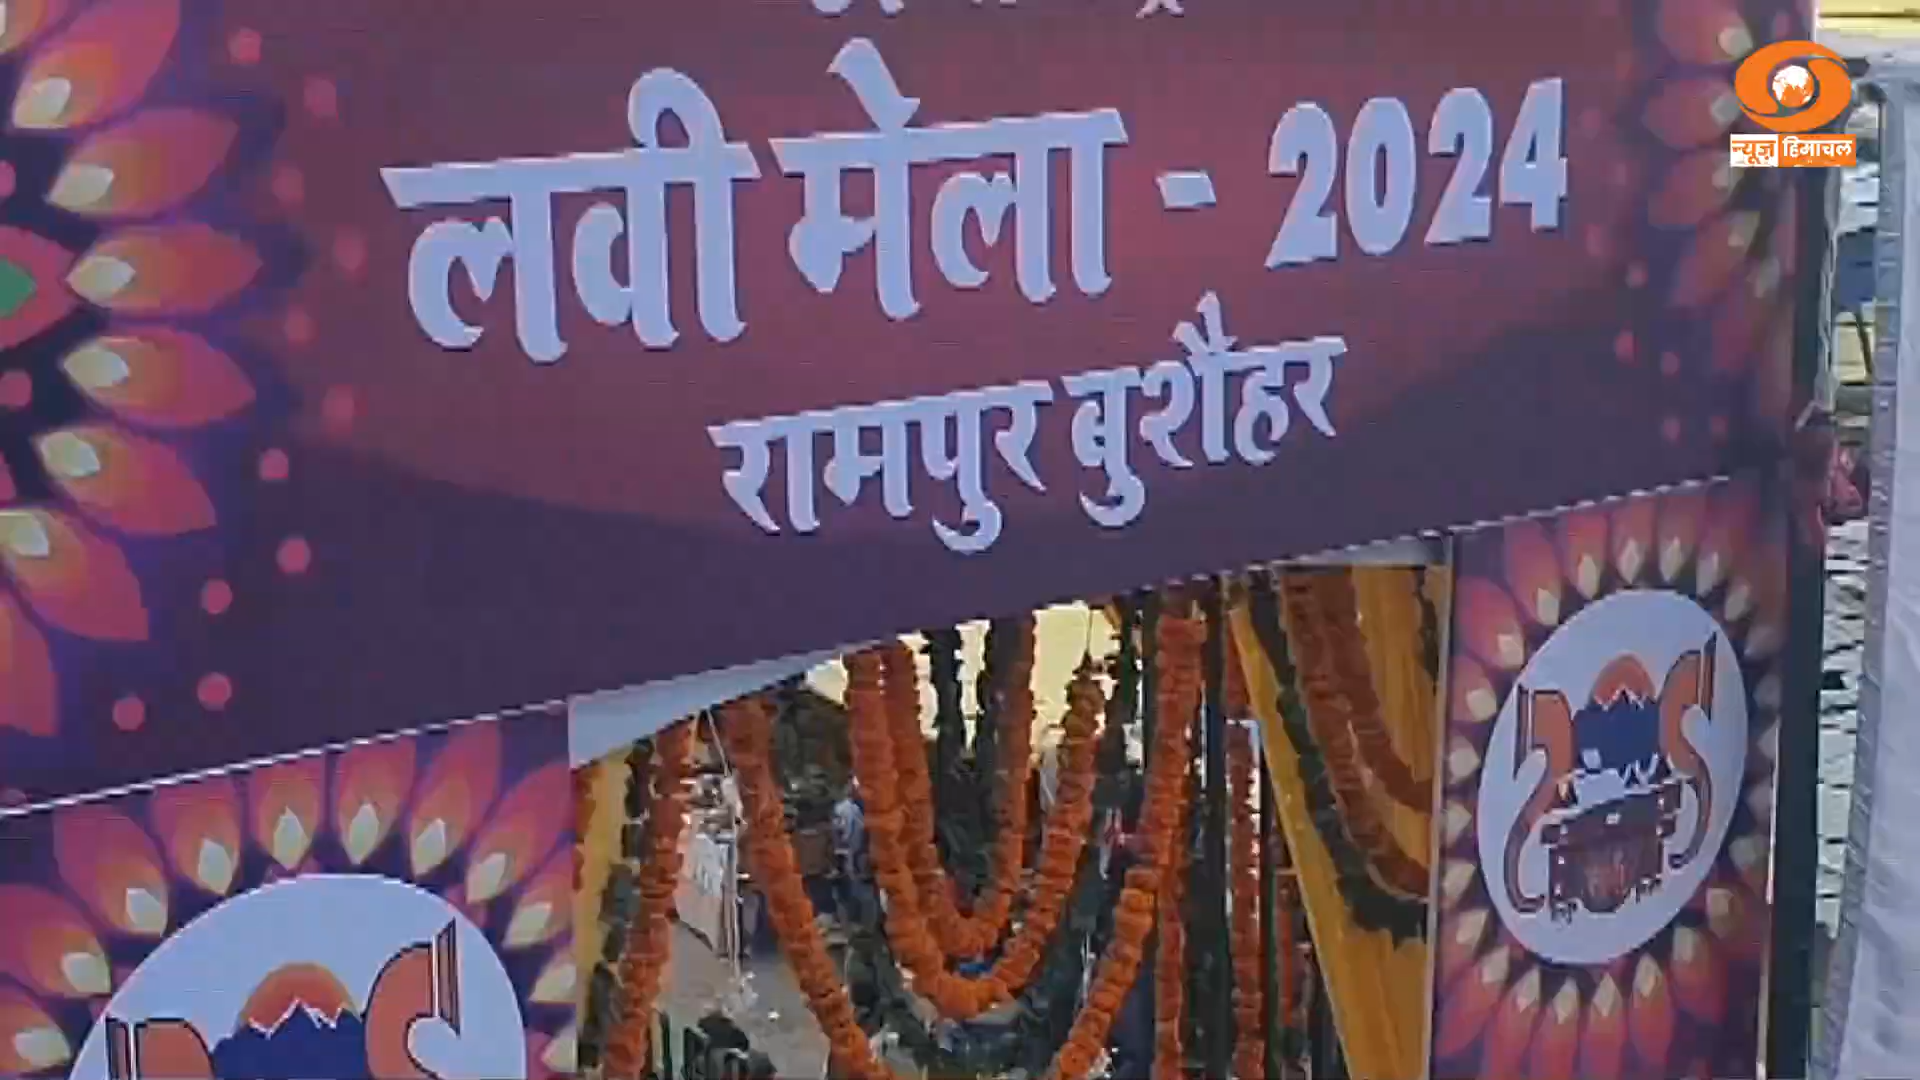 लवी मेला - 2024
रामपुर बुशैहर
न्यूज़ हिमाचल